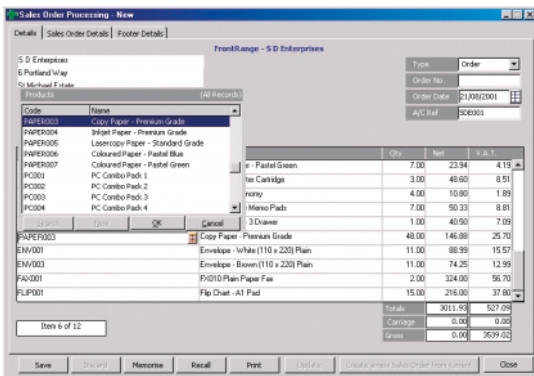 Sales Order Processing - New
Details Sales Order Details Footer Details
FrontRange - S D Enterprises
S D Enterprises
6 Portland Way
St Michael Estate
Type Order
Order No.
Order Date 21/08/2001
A/C Ref SDE001
Products (All Records)
Code Name
PAPER003 Copy Paper - Premium Grade
PAPER004 Inkjet Paper - Premium Grade
PAPER005 Lasercopy Paper - Standard Grade
PAPER006 Coloured Paper - Pastel Blue
PAPER007 Coloured Paper - Pastel Green
PC001 PC Combo Pack 1
PC002 PC Combo Pack 2
PC003 PC Combo Pack 3
PC004 PC Combo Pack 4
Search New OK Cancel
Qty Net V.A.T.
- Pastel Green 7.00 23.94 4.19
Cartridge 3.00 48.60 8.51
4.00 10.80 1.89
Memo Pads 7.00 50.33 8.81
- 3 Drawer 1.00 40.50 7.09
PAPER003 Copy Paper - Premium Grade 48.00 146.88 25.70
ENV001 Envelope - White (110 x 220) Plain 11.00 88.99 15.57
ENV003 Envelope - Brown (110 x 220) Plain 11.00 74.25 12.99
FAX001 FX010 Plain Paper Fax 2.00 324.00 56.70
FLIP001 Flip Chart - A1 Pad 15.00 216.00 37.80
Totals 3011.93 527.09
Carriage 0.00 0.00
Gross 0.00 3539.02
Item 6 of 12
Save Discard Memorise Recall Print Update Create a new Sales Order from current Close